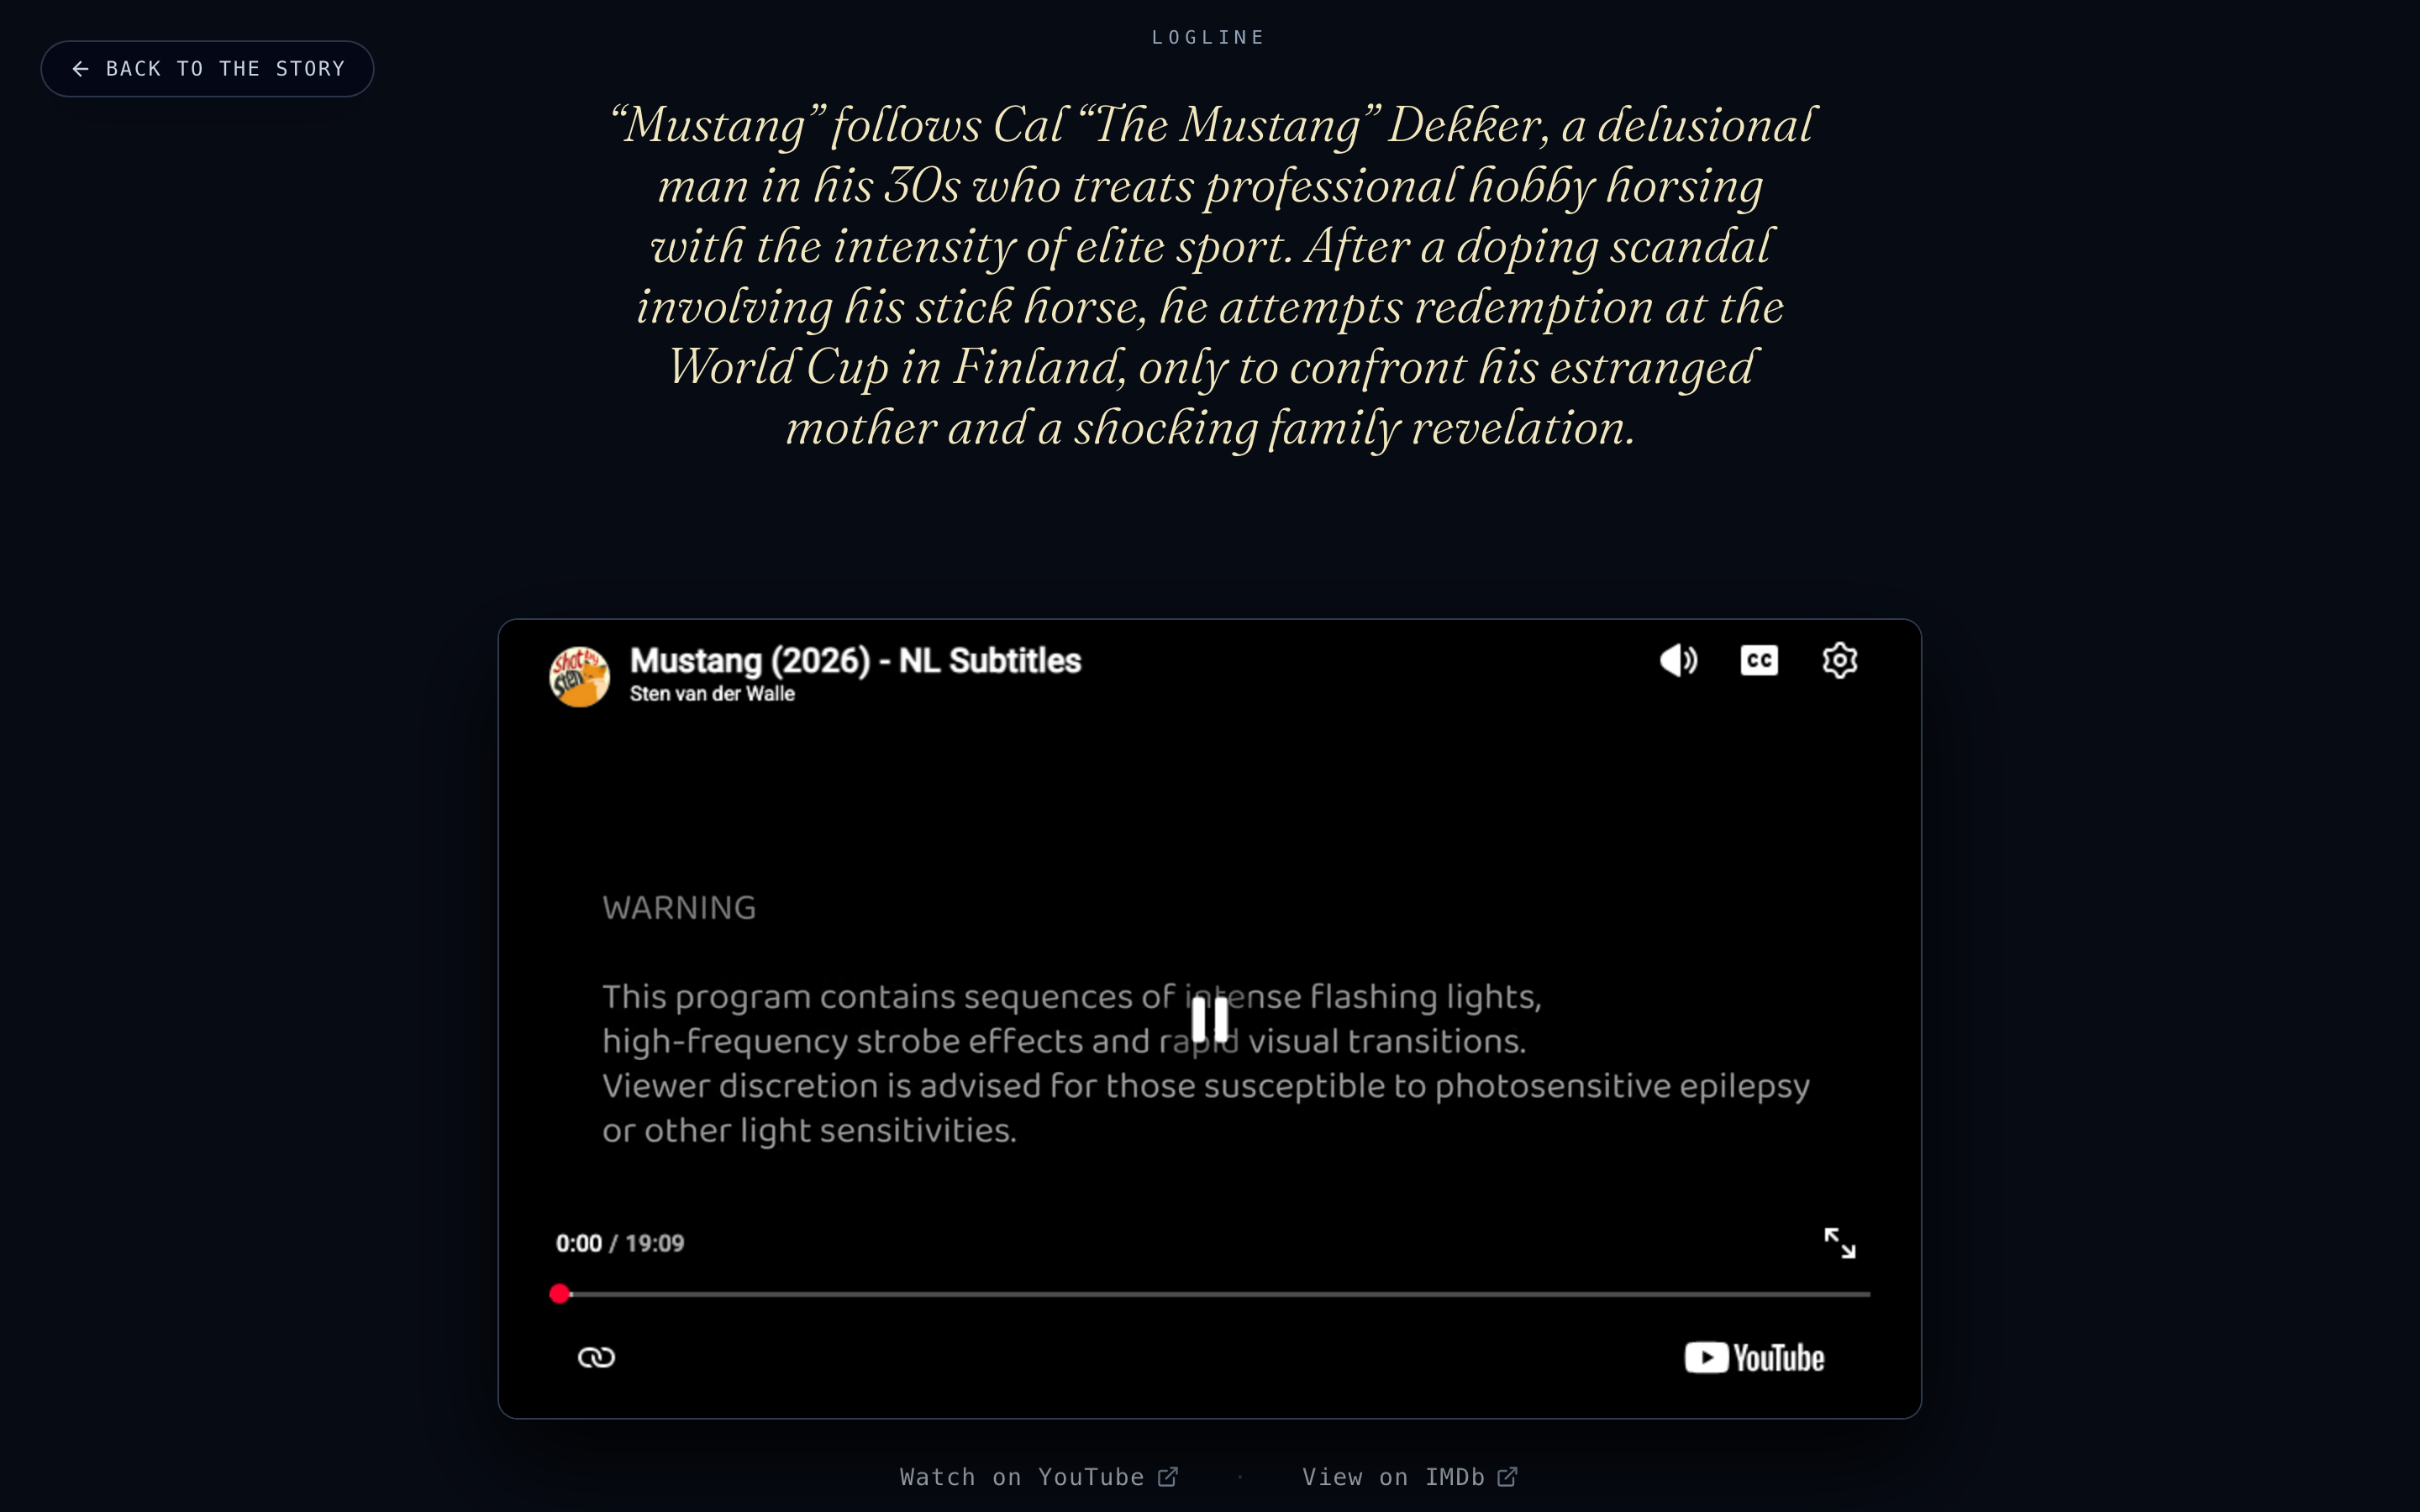 LOGLINE
← BACK TO THE STORY
“Mustang” follows Cal “The Mustang” Dekker, a delusional
man in his 30s who treats professional hobby horsing
with the intensity of elite sport. After a doping scandal
involving his stick horse, he attempts redemption at the
World Cup in Finland, only to confront his estranged
mother and a shocking family revelation.
shot by
Sten
Mustang (2026) - NL Subtitles
Sten van der Walle
CC
WARNING
This program contains sequences of intense flashing lights,
high-frequency strobe effects and rapid visual transitions.
Viewer discretion is advised for those susceptible to photosensitive epilepsy
or other light sensitivities.
0:00 / 19:09
YouTube
Watch on YouTube · View on IMDb